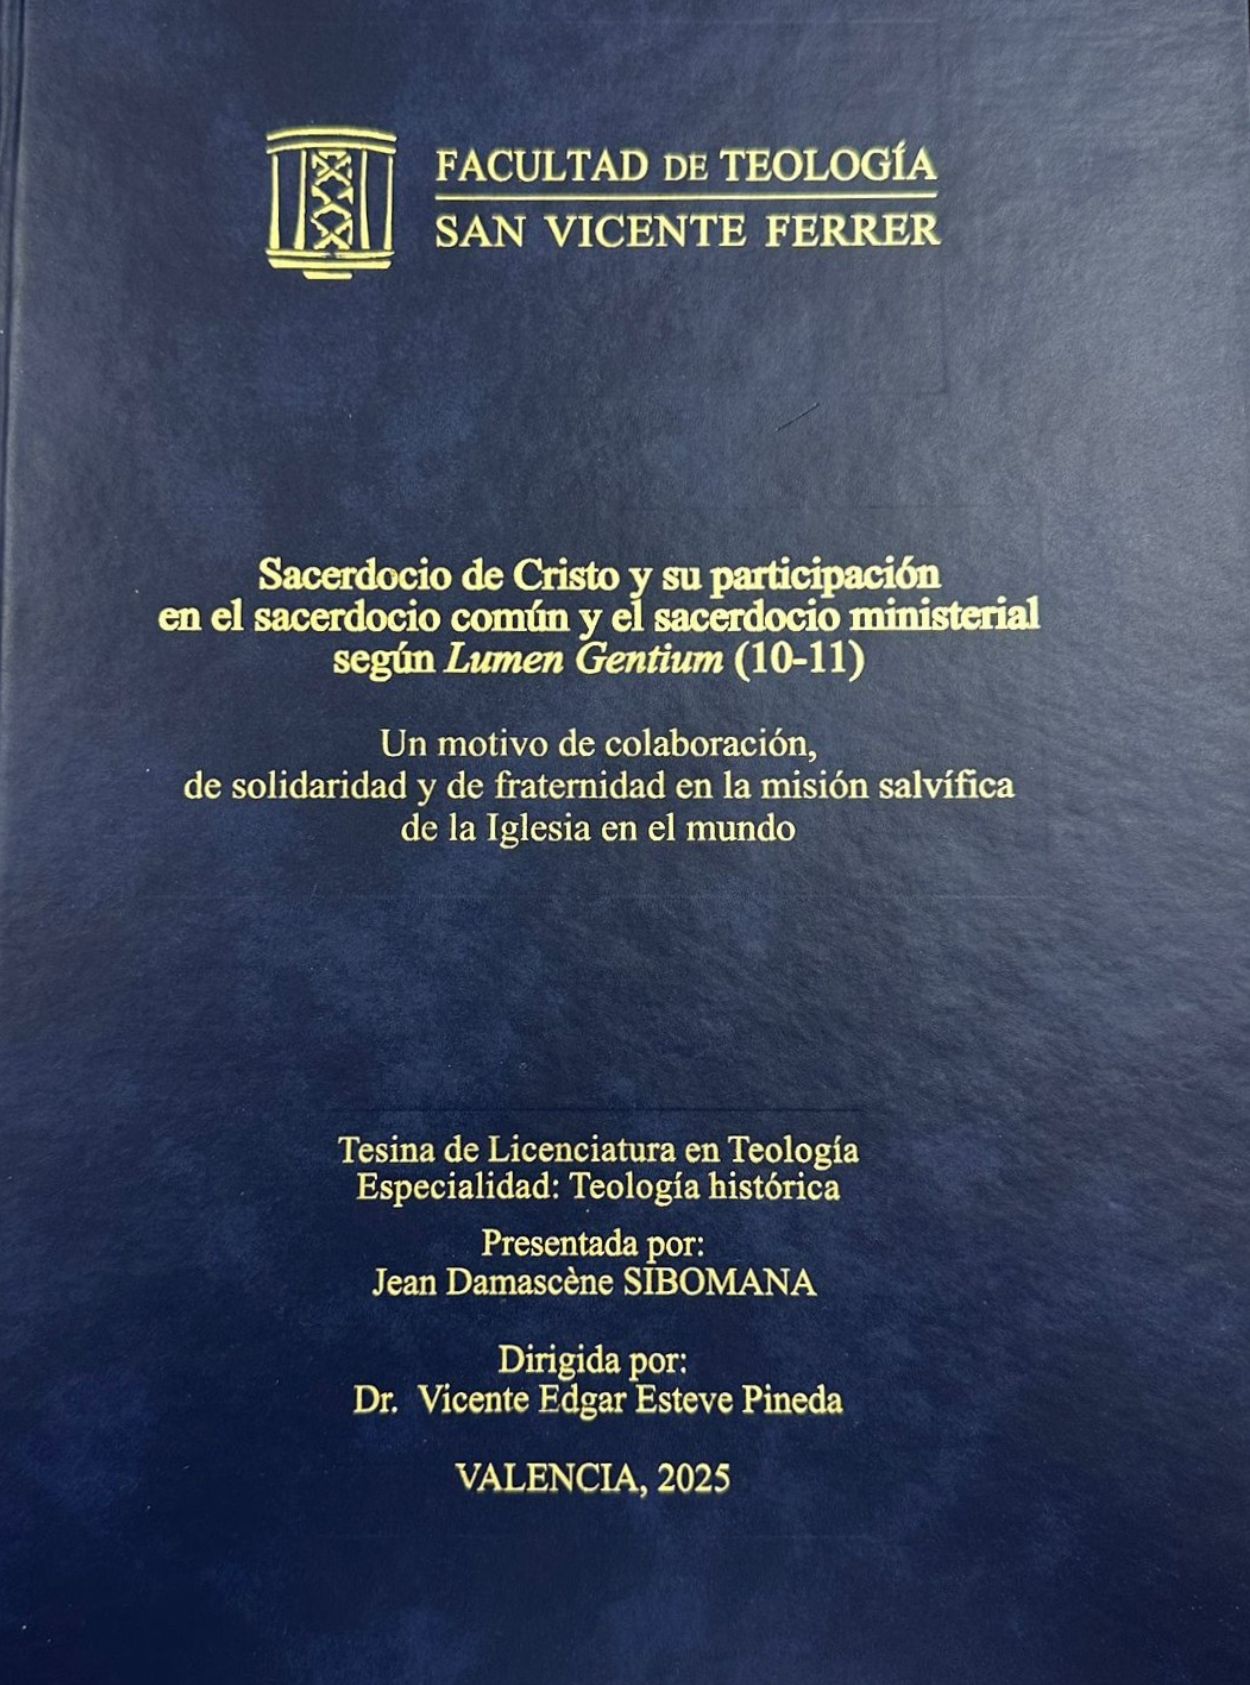 FACULTAD DE TEOLOGÍA
SAN VICENTE FERRER
Sacerdocio de Cristo y su participación
en el sacerdocio común y el sacerdocio ministerial
según Lumen Gentium (10-11)
Un motivo de colaboración,
de solidaridad y de fraternidad en la misión salvífica
de la Iglesia en el mundo
Tesina de Licenciatura en Teología
Especialidad: Teología histórica
Presentada por:
Jean Damascène SIBOMANA
Dirigida por:
Dr. Vicente Edgar Esteve Pineda
VALENCIA, 2025